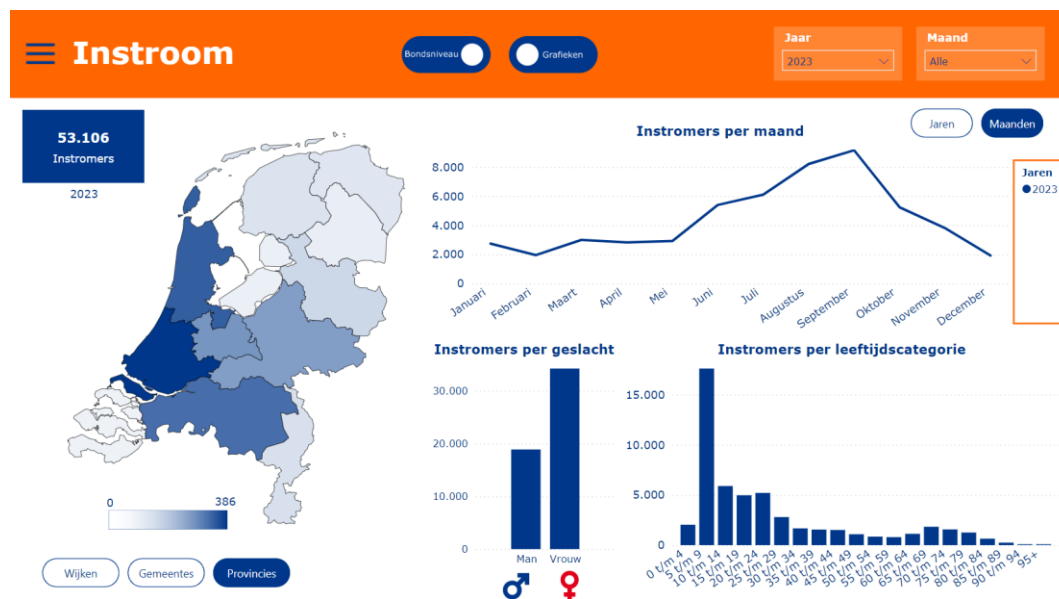 Instroom
Bondsniveau
Grafieken
Jaar
2023
Maand
Alle
53.106
Instromers
2023
0
386
Wijken
Gemeentes
Provincies
Instromers per maand
Jaren
Maanden
8.000
6.000
4.000
2.000
0
Januari
Februari
Maart
April
Mei
Juni
Juli
Augustus
September
Oktober
November
December
Jaren
2023
Instromers per geslacht
30.000
20.000
10.000
0
Man
Vrouw
Instromers per leeftijdscategorie
15.000
10.000
5.000
0
0 t/m 4
5 t/m 9
10 t/m 14
15 t/m 19
20 t/m 24
25 t/m 29
30 t/m 34
35 t/m 39
40 t/m 44
45 t/m 49
50 t/m 54
55 t/m 59
60 t/m 64
65 t/m 69
70 t/m 74
75 t/m 79
80 t/m 84
85 t/m 89
90 t/m 94
95+